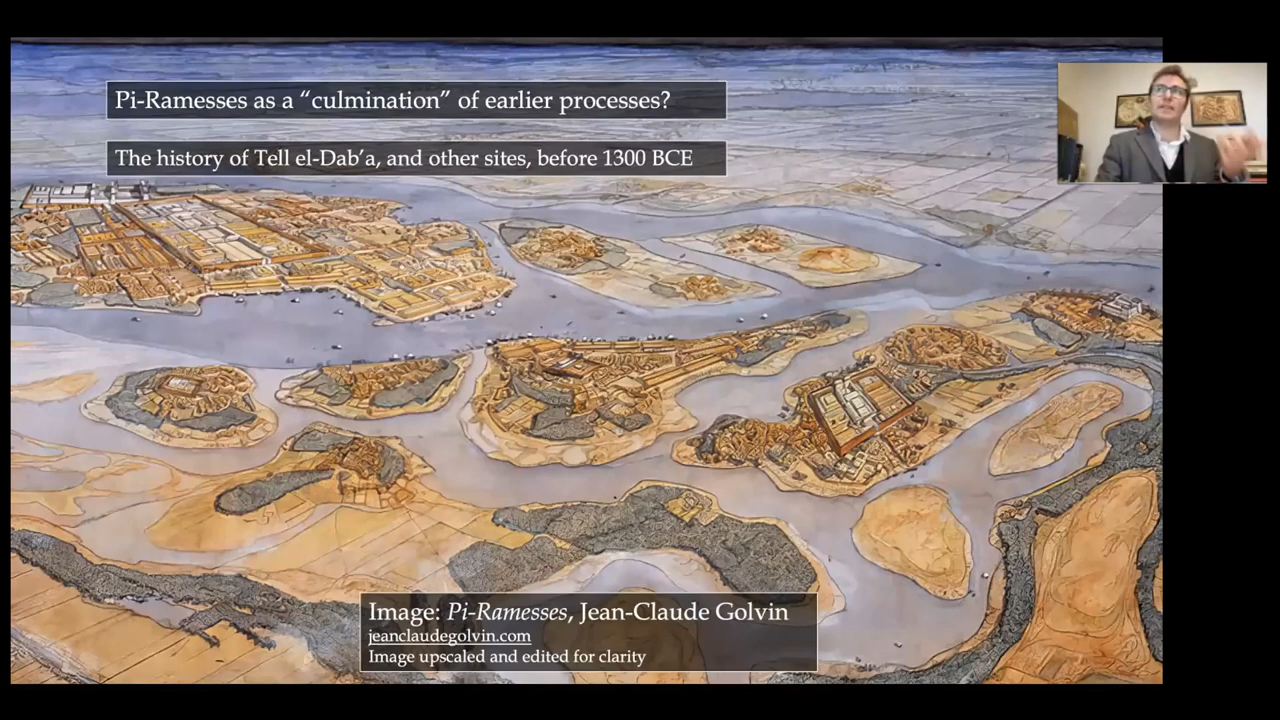 Pi-Ramesses as a “culmination” of earlier processes?
The history of Tell el-Dab’a, and other sites, before 1300 BCE
Image: Pi-Ramesses, Jean-Claude Golvin
jeanclaudegolvin.com
Image upscaled and edited for clarity